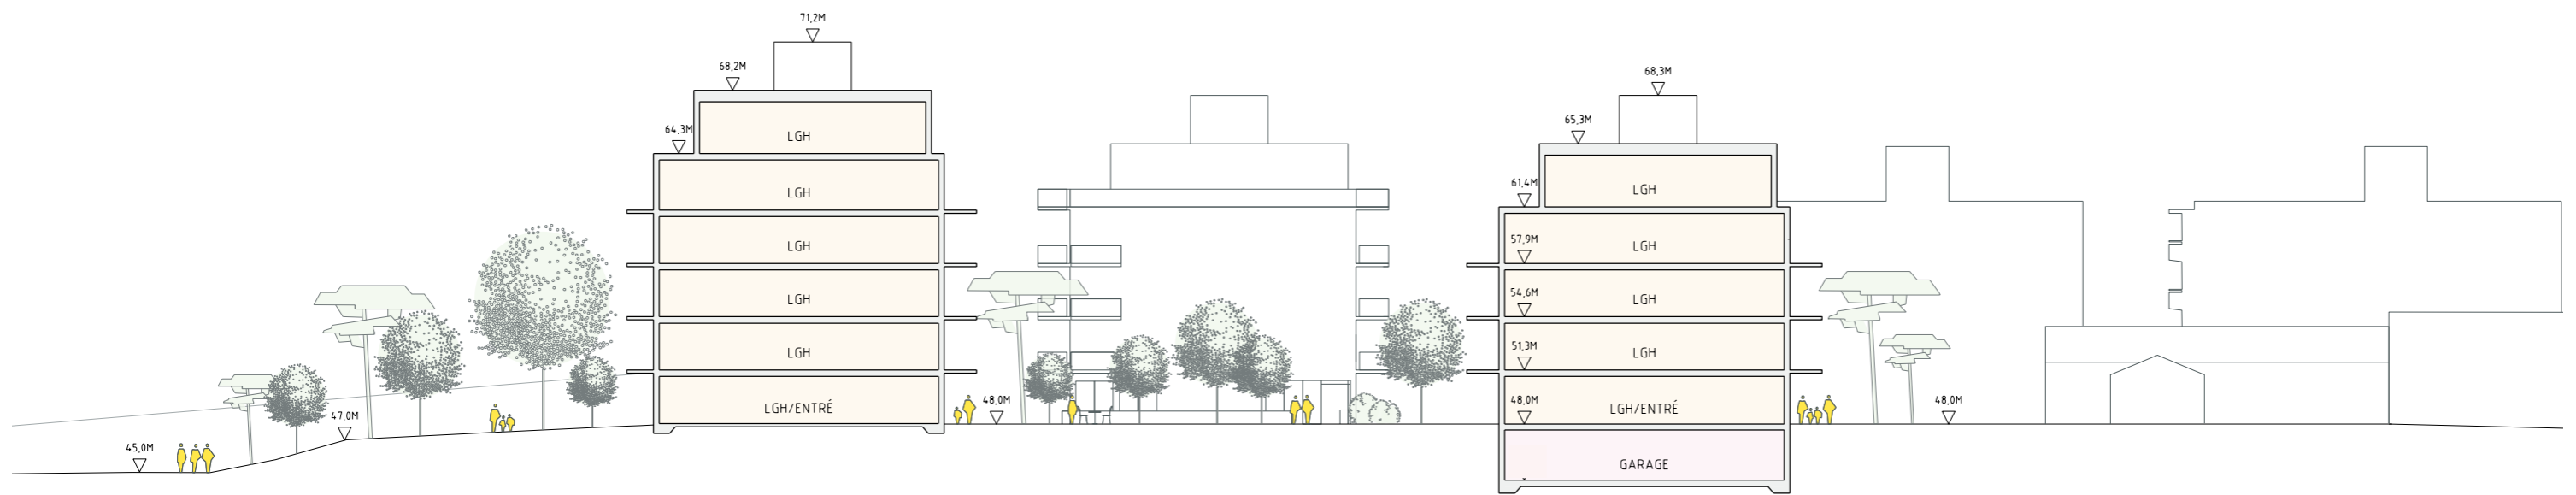 71,2M
68,2M
64,3M
LGH
LGH
LGH
LGH
LGH
LGH/ENTRÉ
47,0M
45,0M
48,0M
68,3M
65,3M
61,4M
LGH
57,9M
LGH
54,6M
LGH
51,3M
LGH
48,0M
LGH/ENTRÉ
GARAGE
48,0M